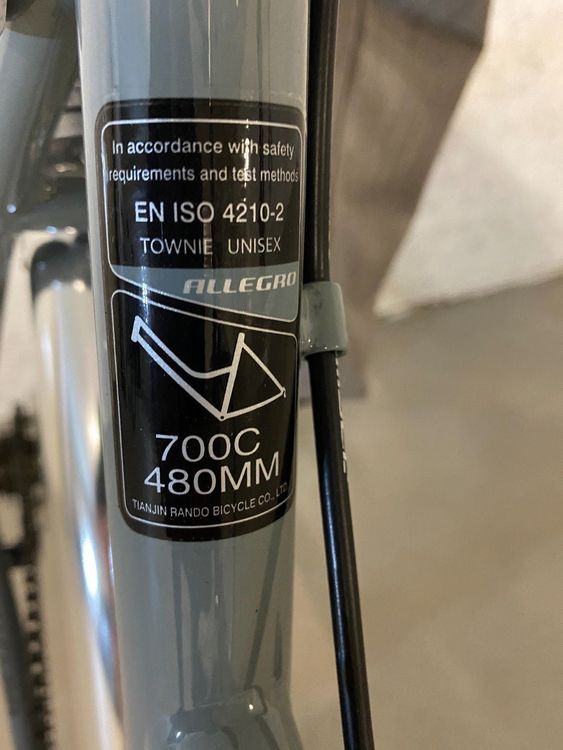 In accordance with safety
requirements and test methods
EN ISO 4210-2
TOWNIE UNISEX
ALLEGRO
700C
480MM
TIANJIN RANDO BICYCLE CO., LTD